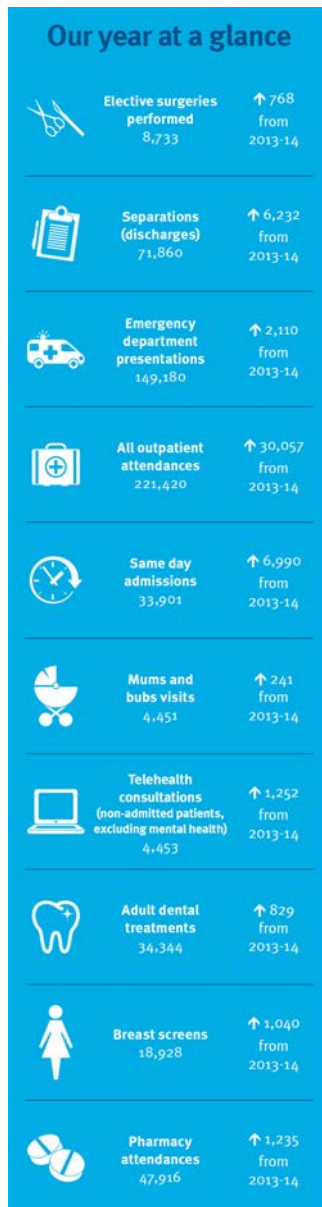 Our year at a glance
Elective surgeries
performed
8,733
↑ 768
from
2013-14
Separations
(discharges)
71,860
↑ 6,232
from
2013-14
Emergency
department
presentations
149,180
↑ 2,110
from
2013-14
All outpatient
attendances
221,420
↑ 30,057
from
2013-14
Same day
admissions
33,901
↑ 6,990
from
2013-14
Mums and
bubs visits
4,451
↑ 241
from
2013-14
Telehealth
consultations
(non-admitted patients,
excluding mental health)
4,453
↑ 1,252
from
2013-14
Adult dental
treatments
34,344
↑ 829
from
2013-14
Breast screens
18,928
↑ 1,040
from
2013-14
Pharmacy
attendances
47,916
↑ 1,235
from
2013-14